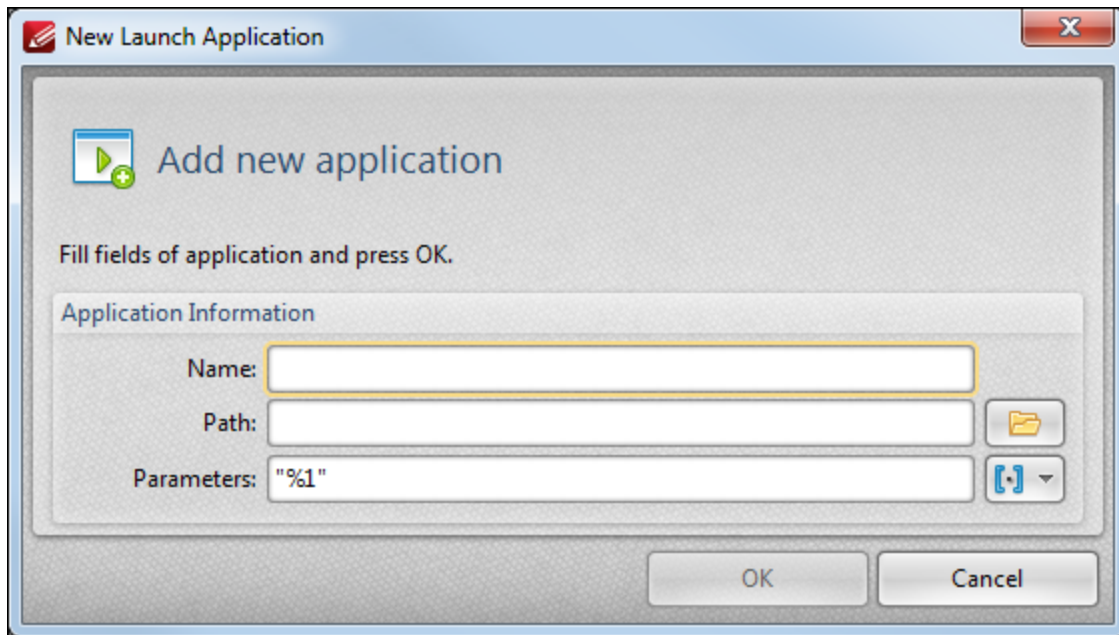 New Launch Application
Add new application
Fill fields of application and press OK.
Application Information
Name:
Path:
Parameters: "%1"
OK Cancel